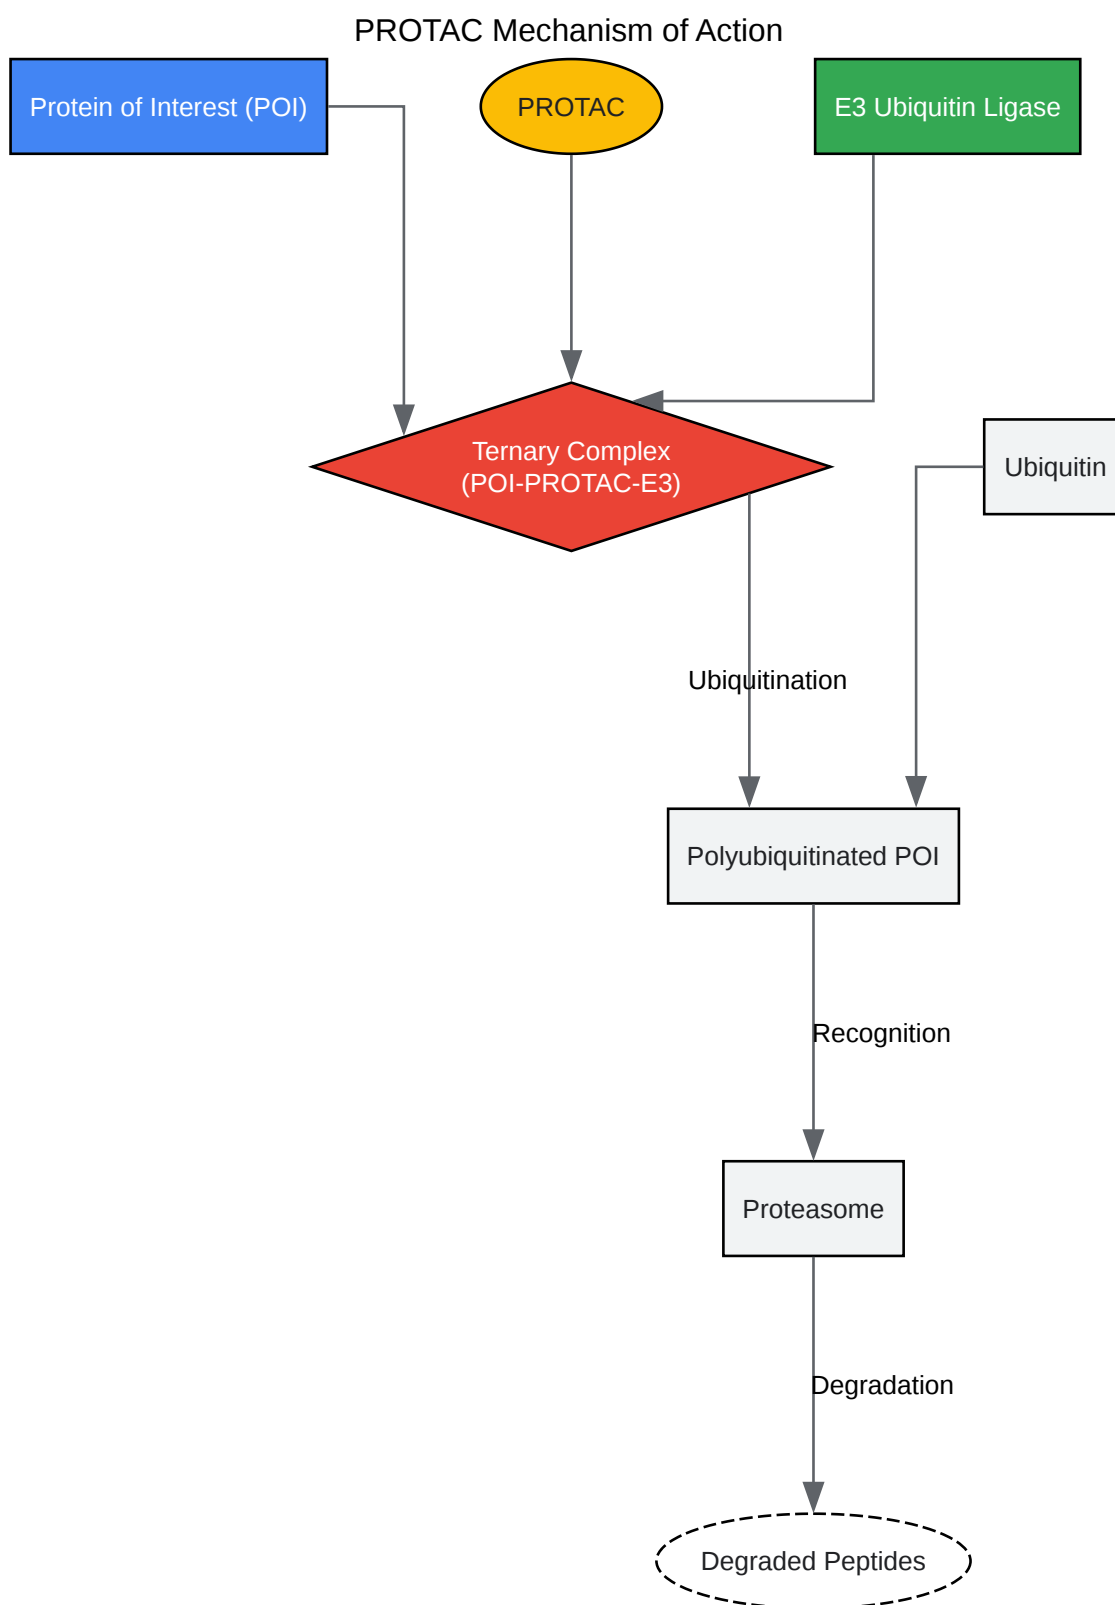 PROTAC Mechanism of Action
Protein of Interest (POI)
PROTAC
E3 Ubiquitin Ligase
Ternary Complex
(POI-PROTAC-E3)
Ubiquitin
Ubiquitination
Polyubiquitinated POI
Recognition
Proteasome
Degradation
Degraded Peptides